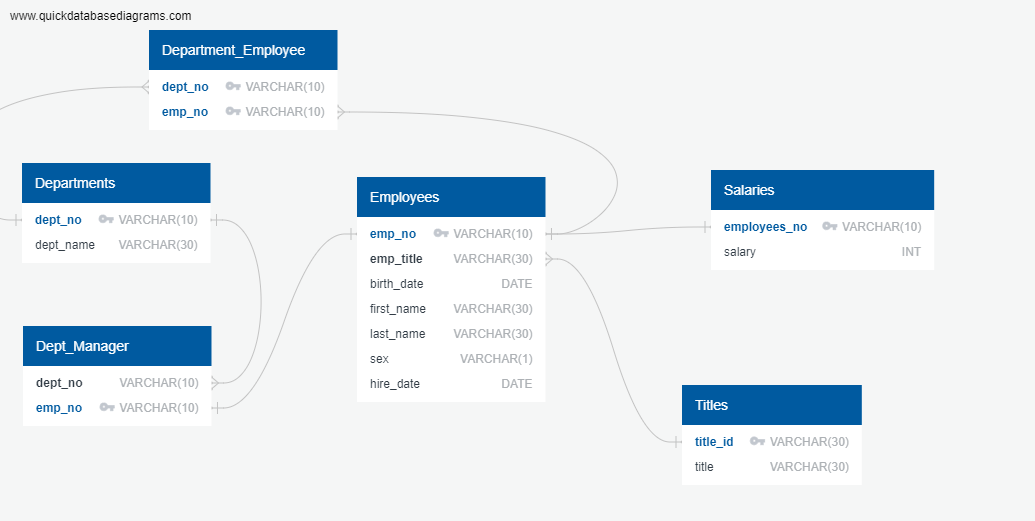 www.quickdatabasediagrams.com
Department_Employee
dept_no VARCHAR(10)
emp_no VARCHAR(10)
Departments
dept_no VARCHAR(10)
dept_name VARCHAR(30)
Dept_Manager
dept_no VARCHAR(10)
emp_no VARCHAR(10)
Employees
emp_no VARCHAR(10)
emp_title VARCHAR(30)
birth_date DATE
first_name VARCHAR(30)
last_name VARCHAR(30)
sex VARCHAR(1)
hire_date DATE
Salaries
employees_no VARCHAR(10)
salary INT
Titles
title_id VARCHAR(30)
title VARCHAR(30)